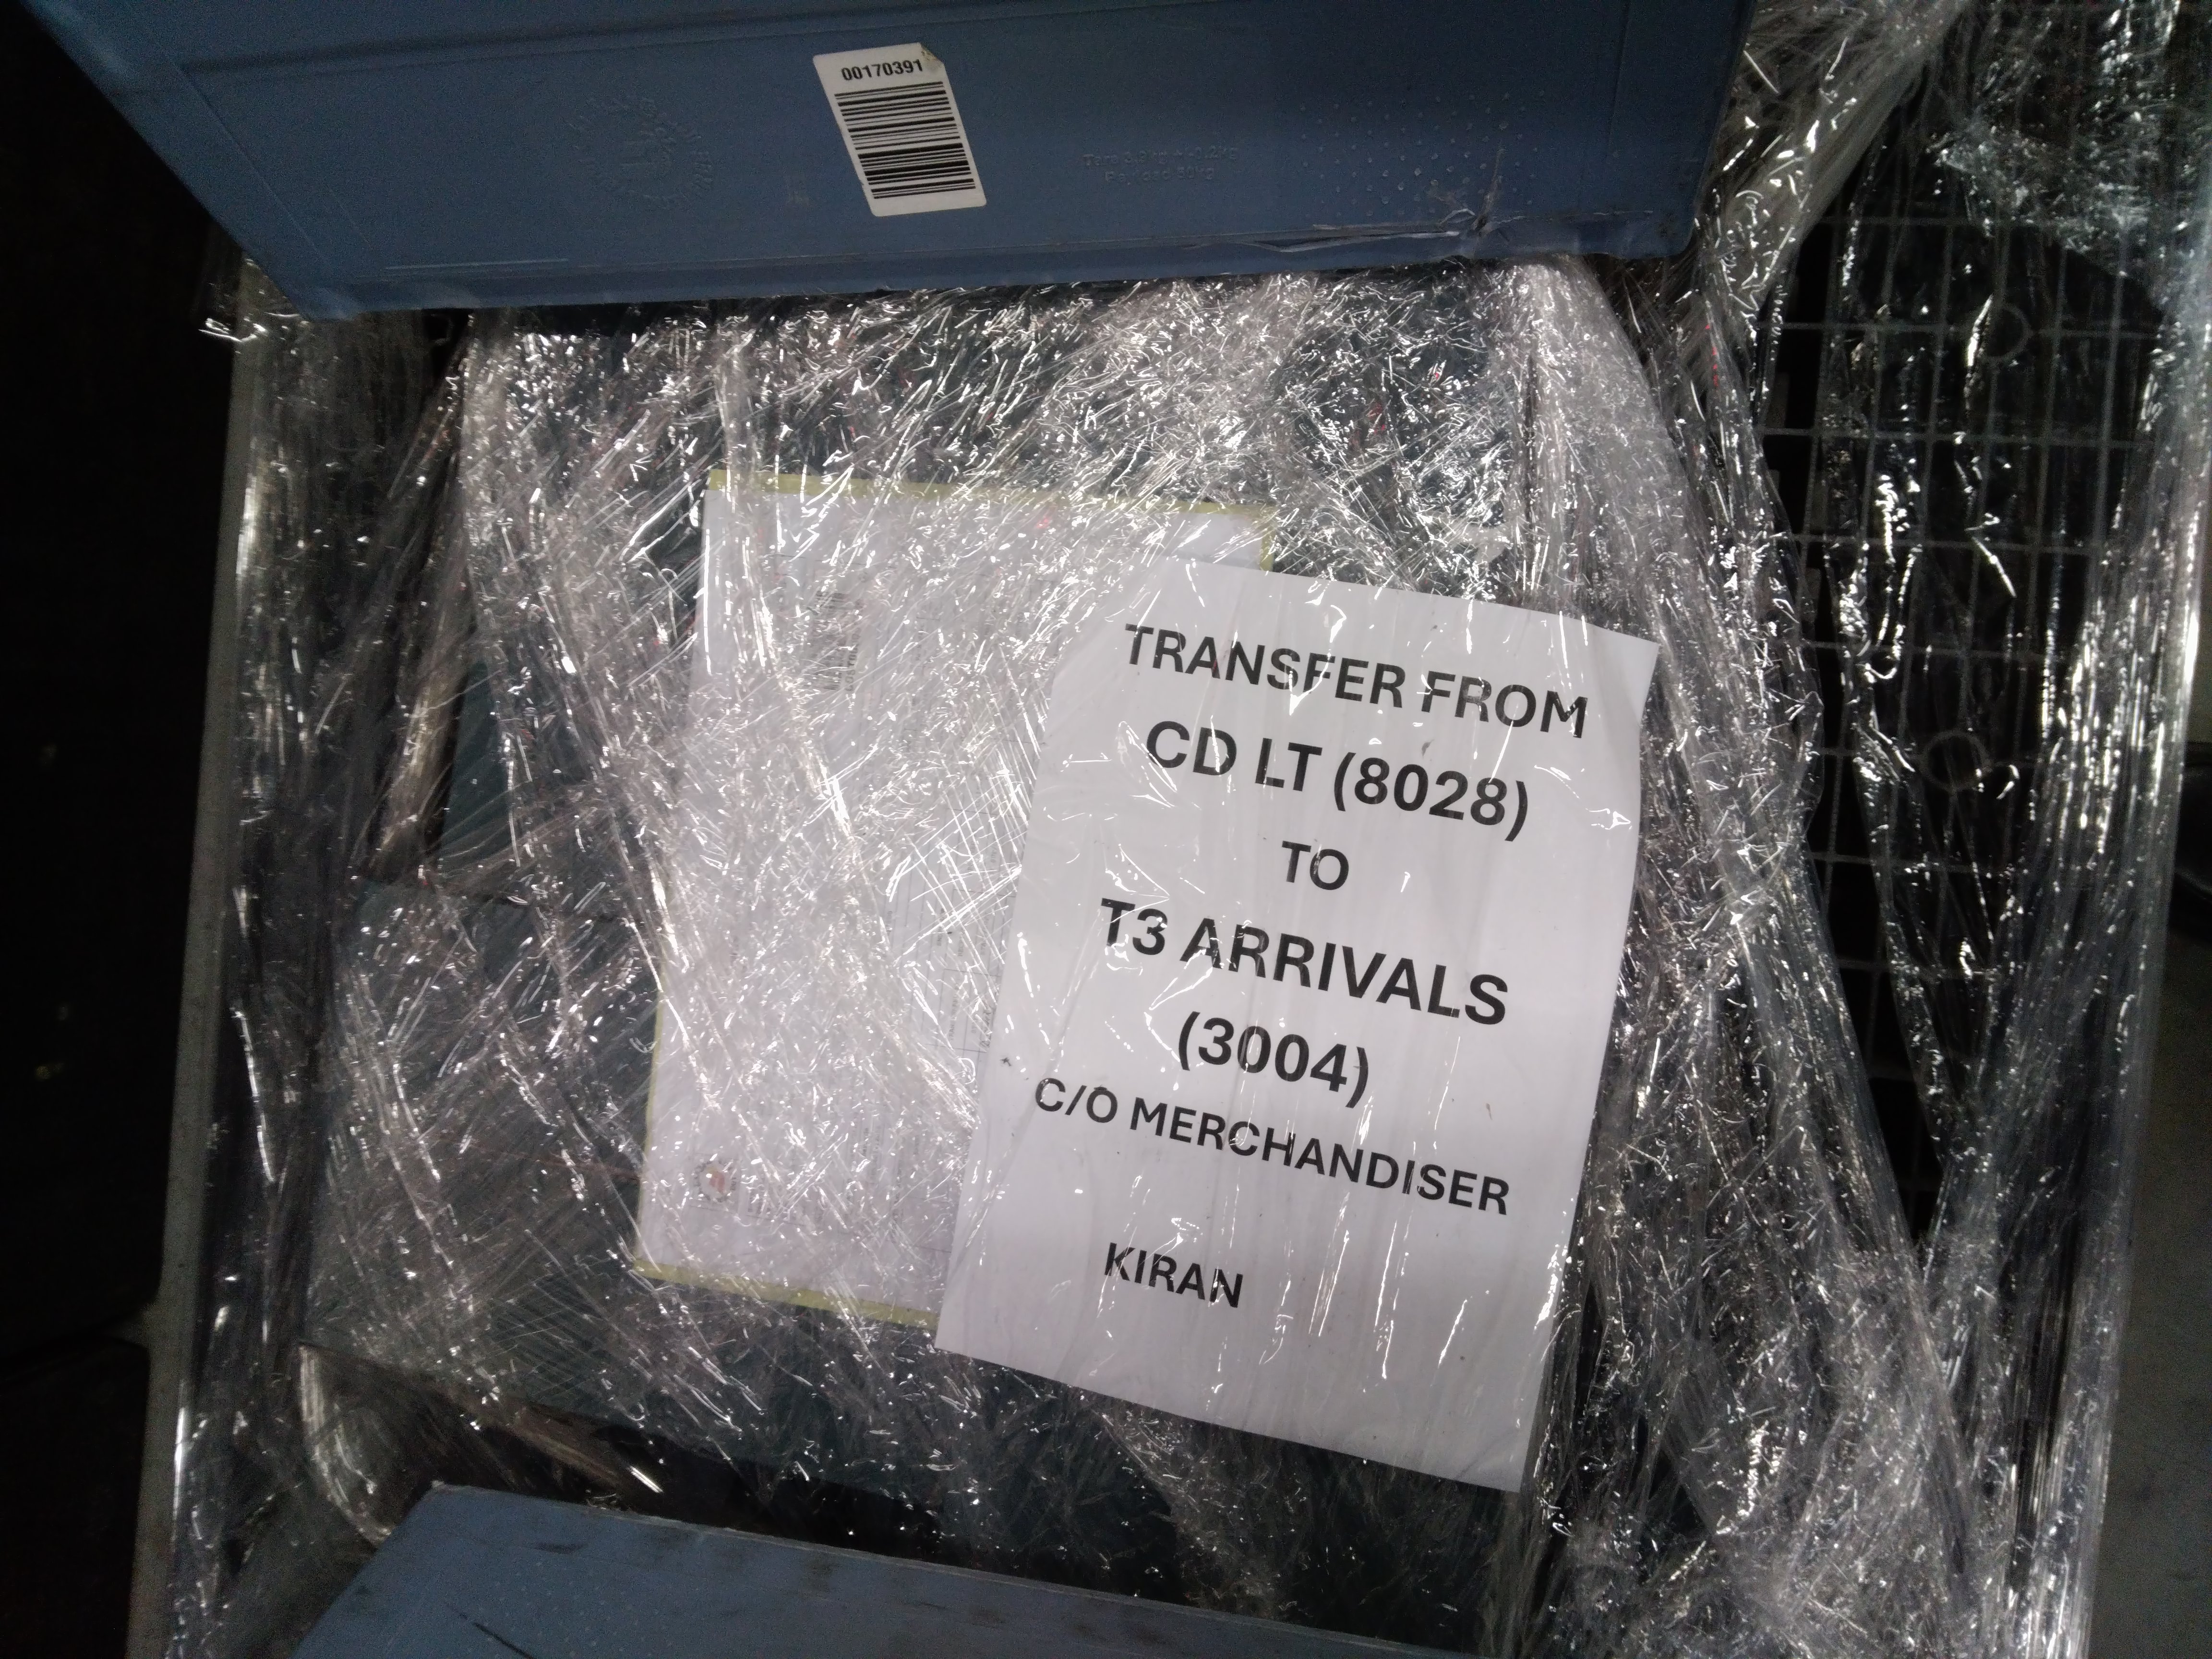 00170391
TRANSFER FROM
CD LT (8028)
TO
T3 ARRIVALS
(3004)
C/O MERCHANDISER
KIRAN